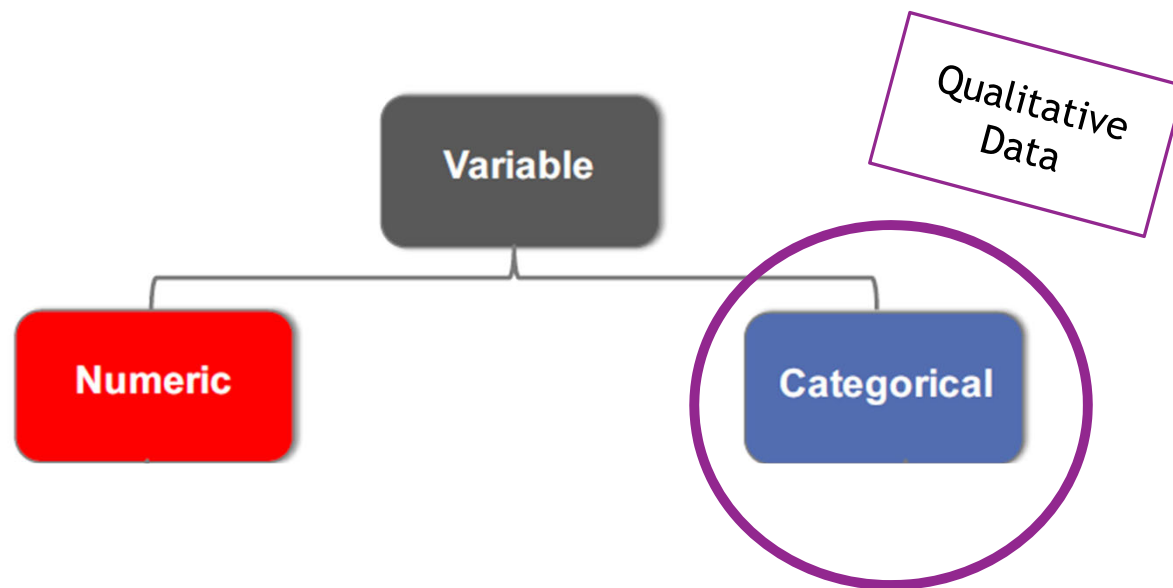 Qualitative
Data
Variable
Numeric
Categorical